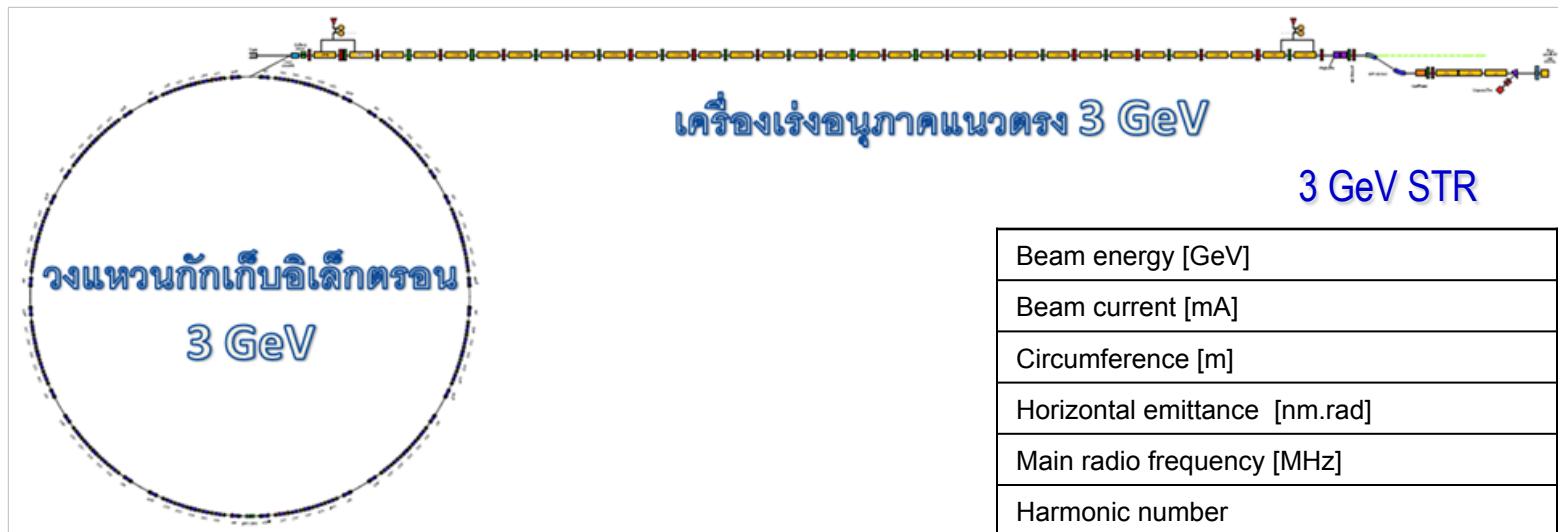 เครื่องเร่งอนุภาคแนวตรง 3 GeV
3 GeV STR
วงแหวนกักเก็บอิเล็กตรอน
3 GeV
Beam energy [GeV]
Beam current [mA]
Circumference [m]
Horizontal emittance [nm.rad]
Main radio frequency [MHz]
Harmonic number